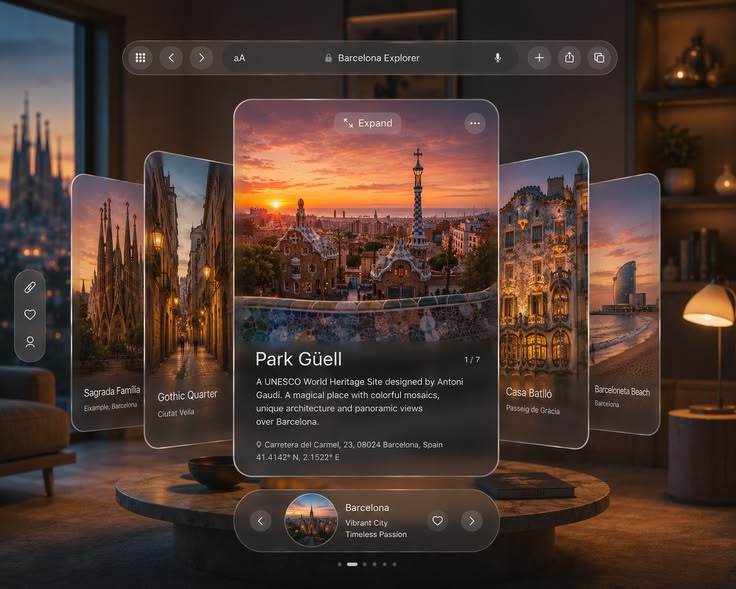 aA
Barcelona Explorer
Expand
Park Güell
1 / 7
A UNESCO World Heritage Site designed by Antoni
Gaudí. A magical place with colorful mosaics,
unique architecture and panoramic views
over Barcelona.
Carretera del Carmel, 23, 08024 Barcelona, Spain
41.4142° N, 2.1522° E
Sagrada Família
Eixample, Barcelona
Gothic Quarter
Ciutat Vella
Casa Batlló
Passeig de Gràcia
Barceloneta Beach
Barcelona
Barcelona
Vibrant City
Timeless Passion